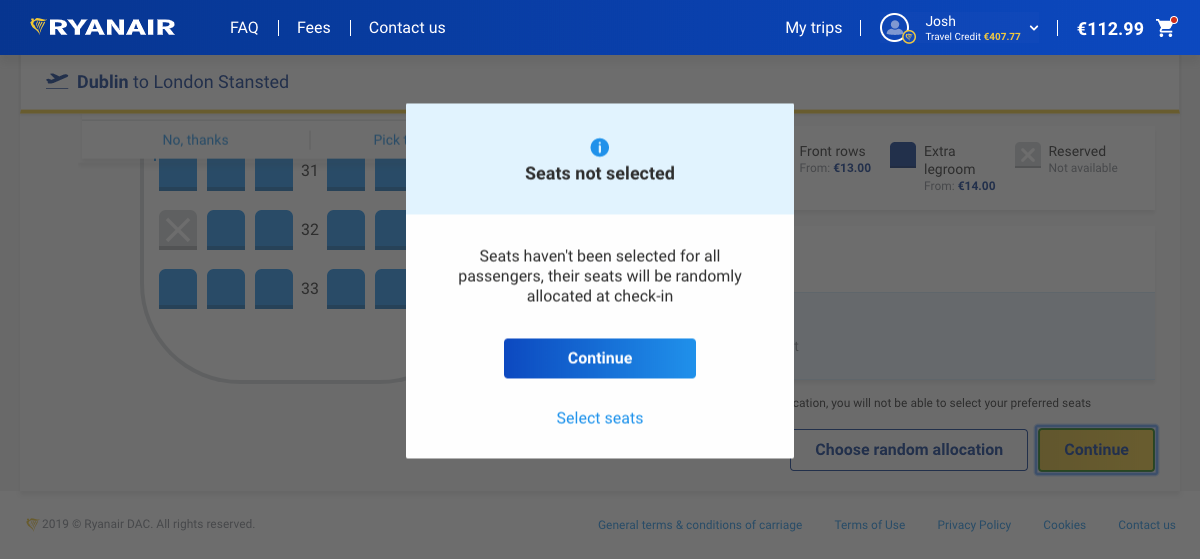 RYANAIR
FAQ
Fees
Contact us
My trips
Josh
Travel Credit €407.77
€112.99
Dublin to London Stansted
No, thanks
Pick
31
32
33
Front rows
From: €13.00
Extra
legroom
From: €14.00
Reserved
Not available
Seats not selected
Seats haven't been selected for all
passengers, their seats will be randomly
allocated at check-in
Continue
Select seats
you will not be able to select your preferred seats
Choose random allocation
Continue
2019 © Ryanair DAC. All rights reserved.
General terms & conditions of carriage
Terms of Use
Privacy Policy
Cookies
Contact us